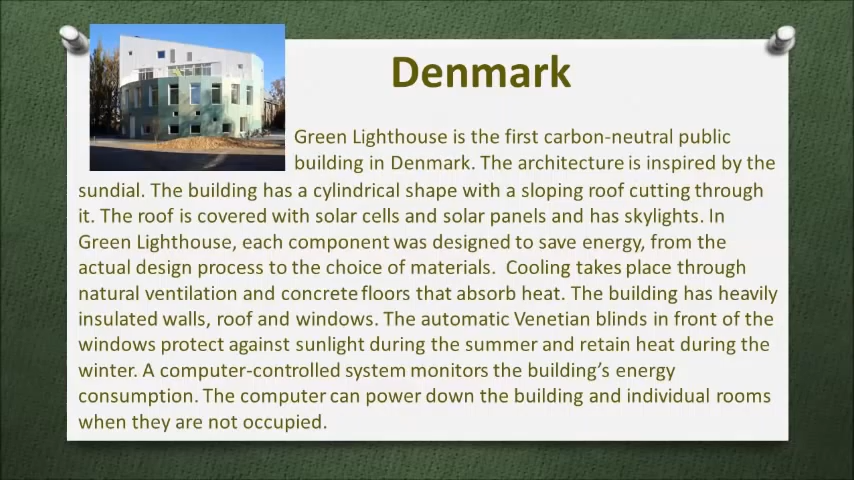 Denmark
Green Lighthouse is the first carbon-neutral public
building in Denmark. The architecture is inspired by the
sundial. The building has a cylindrical shape with a sloping roof cutting through
it. The roof is covered with solar cells and solar panels and has skylights. In
Green Lighthouse, each component was designed to save energy, from the
actual design process to the choice of materials.  Cooling takes place through
natural ventilation and concrete floors that absorb heat. The building has heavily
insulated walls, roof and windows. The automatic Venetian blinds in front of the
windows protect against sunlight during the summer and retain heat during the
winter. A computer-controlled system monitors the building’s energy
consumption. The computer can power down the building and individual rooms
when they are not occupied.